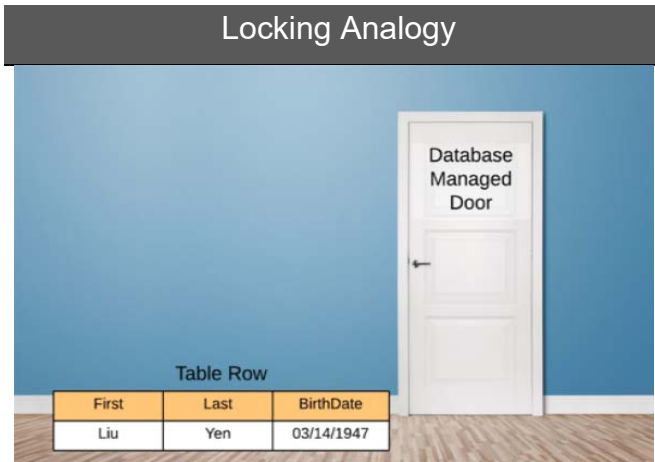 Locking Analogy
Database
Managed
Door
Table Row
First Last BirthDate
Liu Yen 03/14/1947